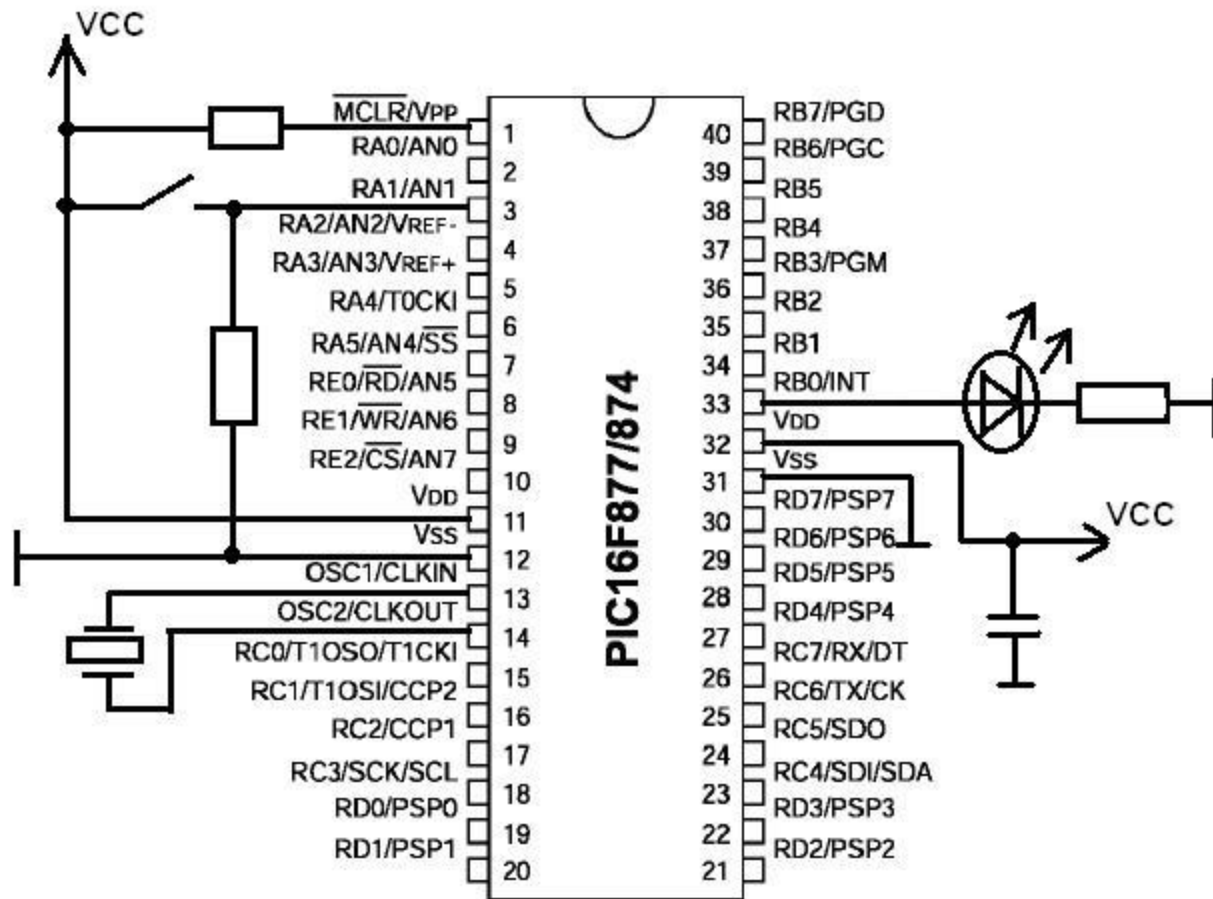 VCC
MCLR/VPP
1
RA0/AN0
2
RA1/AN1
3
RA2/AN2/VREF-
4
RA3/AN3/VREF+
5
RA4/T0CKI
6
RA5/AN4/SS
7
RE0/RD/AN5
8
RE1/WR/AN6
9
RE2/CS/AN7
10
VDD
11
VSS
12
OSC1/CLKIN
13
OSC2/CLKOUT
14
RC0/T1OSO/T1CKI
15
RC1/T1OSI/CCP2
16
RC2/CCP1
17
RC3/SCK/SCL
18
RD0/PSP0
19
RD1/PSP1
20
PIC16F877/874
RB7/PGD
40
RB6/PGC
39
RB5
38
RB4
37
RB3/PGM
36
RB2
35
RB1
34
RB0/INT
33
VDD
32
VSS
31
RD7/PSP7
30
RD6/PSP6
29
RD5/PSP5
28
RD4/PSP4
27
RC7/RX/DT
26
RC6/TX/CK
25
RC5/SDO
24
RC4/SDI/SDA
23
RD3/PSP3
22
RD2/PSP2
21
VCC